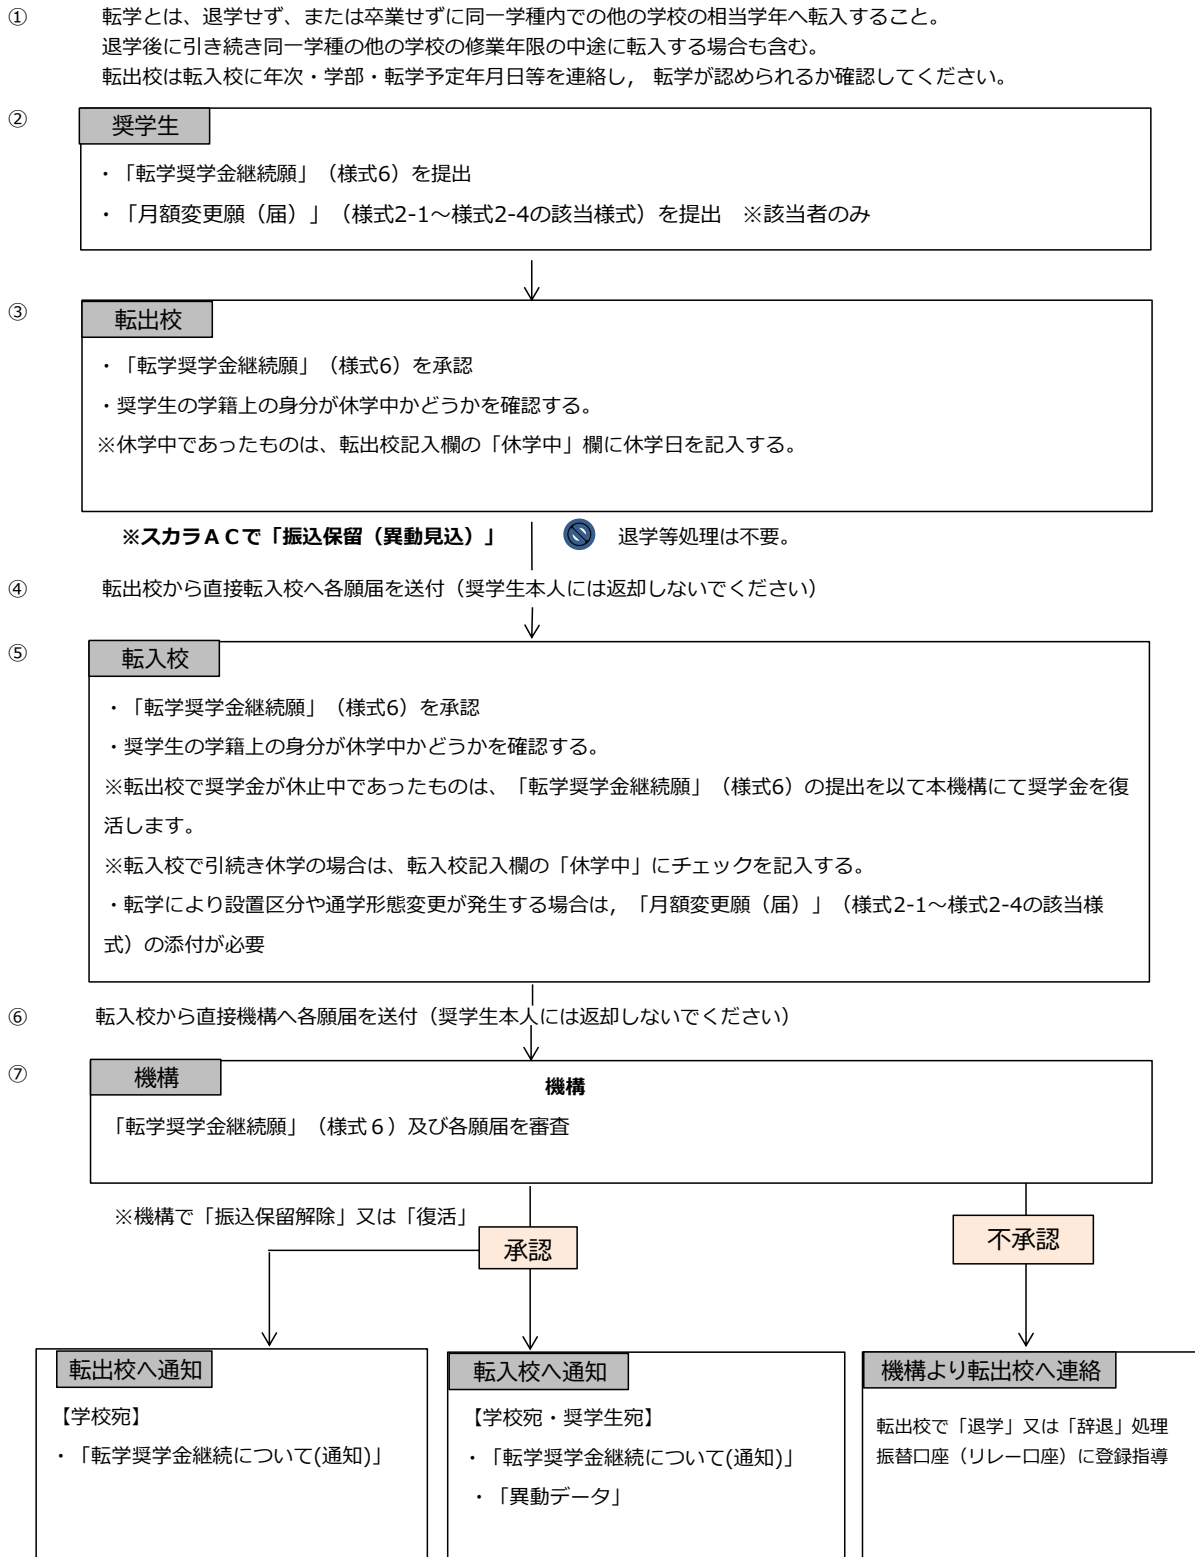 ① 転学とは、退学せず、または卒業せずに同一学種内での他の学校の相当学年へ転入すること。
退学後に引き続き同一学種の他の学校の修業年限の中途に転入する場合も含む。
転出校は転入校に年次・学部・転学予定年月日等を連絡し， 転学が認められるか確認してください。
② 奨学生
・「転学奨学金継続願」（様式6）を提出
・「月額変更願（届）」（様式2-1～様式2-4の該当様式）を提出　※該当者のみ
③ 転出校
・「転学奨学金継続願」（様式6）を承認
・奨学生の学籍上の身分が休学中かどうかを確認する。
※休学中であったものは、転出校記入欄の「休学中」欄に休学日を記入する。
※スカラＡＣで「振込保留（異動見込）」 退学等処理は不要。
④ 転出校から直接転入校へ各願届を送付（奨学生本人には返却しないでください）
⑤ 転入校
・「転学奨学金継続願」（様式6）を承認
・奨学生の学籍上の身分が休学中かどうかを確認する。
※転出校で奨学金が休止中であったものは、「転学奨学金継続願」（様式6）の提出を以て本機構にて奨学金を復
活します。
※転入校で引続き休学の場合は、転入校記入欄の「休学中」にチェックを記入する。
・転学により設置区分や通学形態変更が発生する場合は，「月額変更願（届）」（様式2-1～様式2-4の該当様
式）の添付が必要
⑥ 転入校から直接機構へ各願届を送付（奨学生本人には返却しないでください）
⑦ 機構
機構
「転学奨学金継続願」（様式６）及び各願届を審査
※機構で「振込保留解除」又は「復活」
承認
不承認
転出校へ通知
【学校宛】
・「転学奨学金継続について(通知)」
転入校へ通知
【学校宛・奨学生宛】
・「転学奨学金継続について(通知)」
・「異動データ」
機構より転出校へ連絡
転出校で「退学」又は「辞退」処理
振替口座（リレー口座）に登録指導